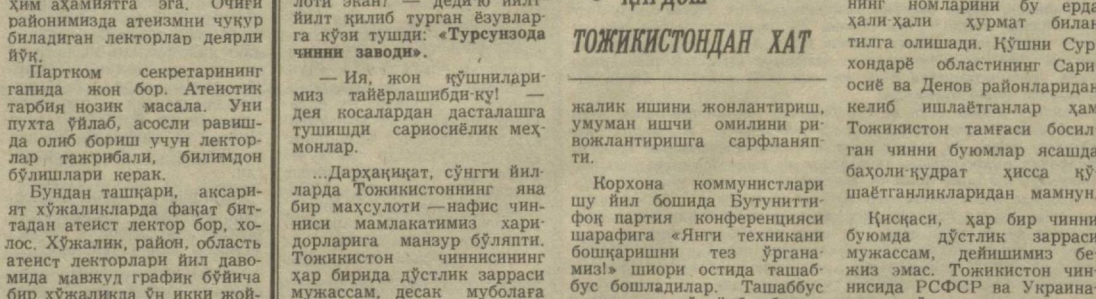 ҳим аҳамиятга эга. Очиғи
районимизда атеизмни чуқур
биладиган лекторлар деярли
йўқ.
Партком секретарининг
гапида жон бор. Атеистик
тарбия нозик масала. Уни
пухта ўйлаб, асосли равиш-
да олиб бориш учун лектор-
лар тажрибали, билимдон
бўлишлари керак.
Бундан ташқари, аксари-
ят хўжаликларда фақат бит-
тадан атеист лектор бор, хо-
лос. Хўжалик, район, область
атеист лекторлари йил даво-
мида мавжуд график бўйича
бир хўжаликда ўн икки жой-
лоти экан? — деди-ю йилт
йилт қилиб турган ёзувлар-
га кўзи тушди: «Турсунзода
чинни заводи».
— Ия, жон қўшнилари-
миз тайёрлашибди-ку! —
дея косалардан дасталашга
тушишди сариосиёлик меҳ-
монлар.
...Дарҳақиқат, сўнгги йил-
ларда Тожикистоннинг яна
бир маҳсулоти — нафис чин-
ниси мамлакатимиз хари-
дорларига манзур бўляпти.
Тожикистон чиннисининг
ҳар бирида дўстлик зарраси
мужассам, десак муболаға
ТОЖИКИСТОНДАН ХАТ
жалик ишини жонлантириш,
умуман ишчи омилини ри-
вожлантиришга сарфланяп-
ти.
Корхона коммунистлари
шу йил бошида Бутунитти-
фоқ партия конференцияси
шарафига «Янги техникани
бошқаришни тез ўргана-
миз!» шиори остида ташаб-
бус бошладилар. Ташаббус
нинг номларини бу ерда
ҳали-ҳали ҳурмат билан
тилга олишади. Қўшни Сур
хондарё областининг Сари
осиё ва Денов районларидан
келиб ишлаётганлар ҳам
Тожикистон тамғаси босил-
ган чинни буюмлар ясашда
баҳоли-қудрат ҳисса қў
шаётганликларидан мамнун.
Қисқаси, ҳар бир чинни
буюмда дўстлик зарраси
мужассам, дейишимиз бе-
жиз эмас. Тожикистон чин-
нисида РСФСР ва Украина